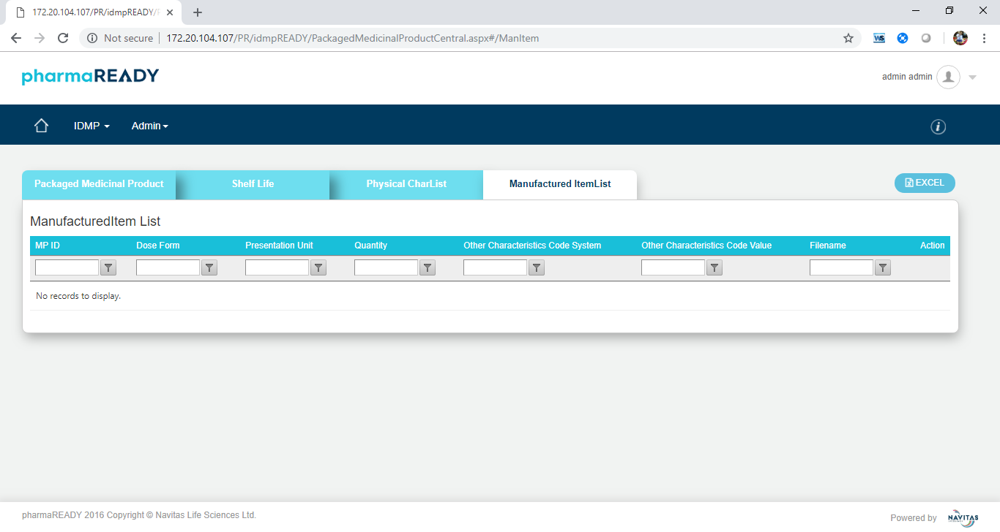 172.20.104.107/PR/idmpREADY/
Not secure
172.20.104.107/PR/idmpREADY/PackagedMedicinalProductCentral.aspx#/ManItem
WS
pharmaREADY
admin admin
IDMP
Admin
i
Packaged Medicinal Product
Shelf Life
Physical CharList
Manufactured ItemList
EXCEL
ManufacturedItem List
MP ID
Dose Form
Presentation Unit
Quantity
Other Characteristics Code System
Other Characteristics Code Value
Filename
Action
No records to display.
pharmaREADY 2016 Copyright © Navitas Life Sciences Ltd.
Powered by
NAVITAS